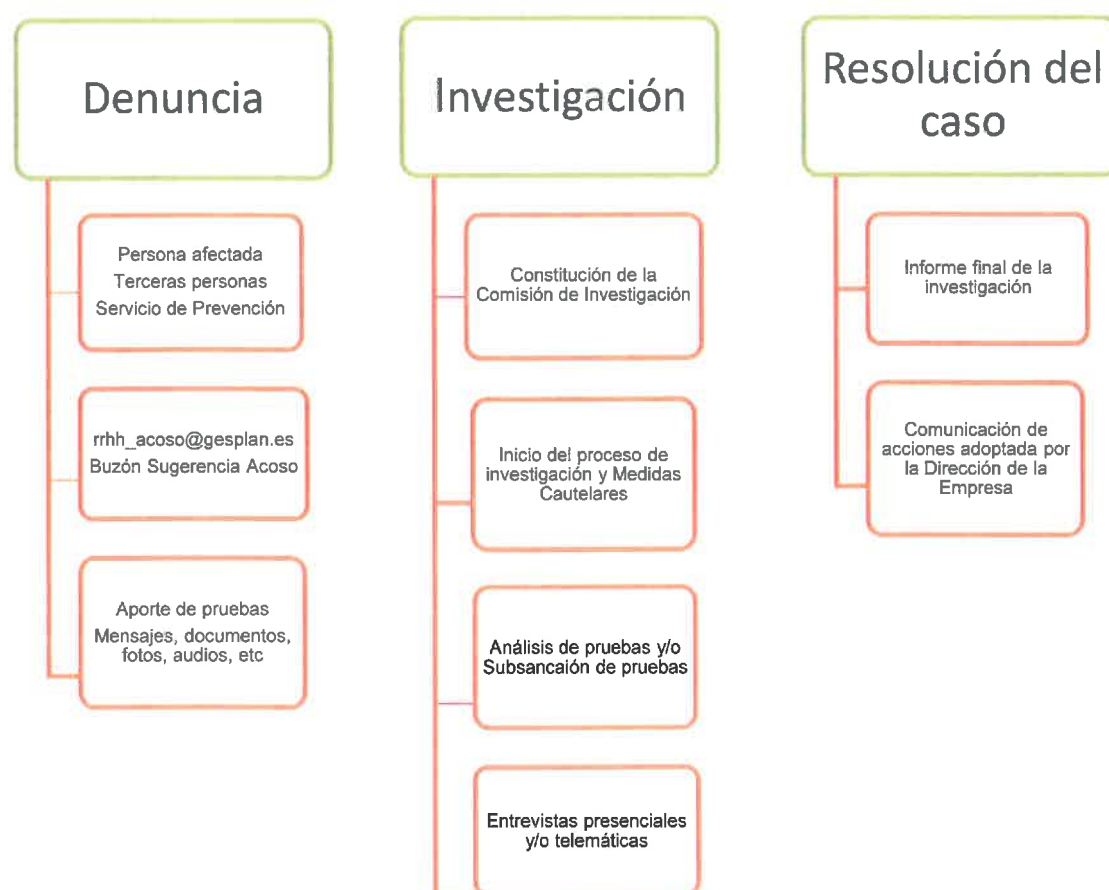 Denuncia
Persona afectada
Terceras personas
Servicio de Prevención
rrhh_acoso@gesplan.es
Buzón Sugerencia Acoso
Aporte de pruebas
Mensajes, documentos,
fotos, audios, etc
Investigación
Constitución de la
Comisión de Investigación
Inicio del proceso de
investigación y Medidas
Cautelares
Análisis de pruebas y/o
Subsancaión de pruebas
Entrevistas presenciales
y/o telemáticas
Resolución del
caso
Informe final de la
investigación
Comunicación de
acciones adoptada por
la Dirección de la
Empresa